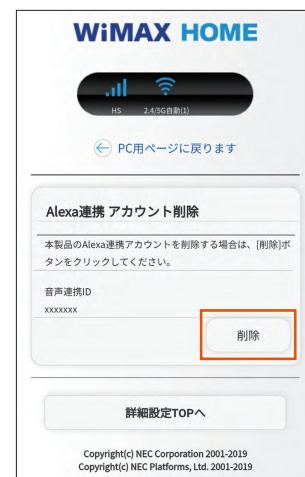 WiMAX HOME
HS 2.4/5G自動(1)
PC用ページに戻ります
Alexa連携 アカウント削除
本製品のAlexa連携アカウントを削除する場合は、[削除]ボ
タンをクリックしてください。
音声連携ID
xxxxxxx
削除
詳細設定TOPへ
Copyright(c) NEC Corporation 2001-2019
Copyright(c) NEC Platforms, Ltd. 2001-2019